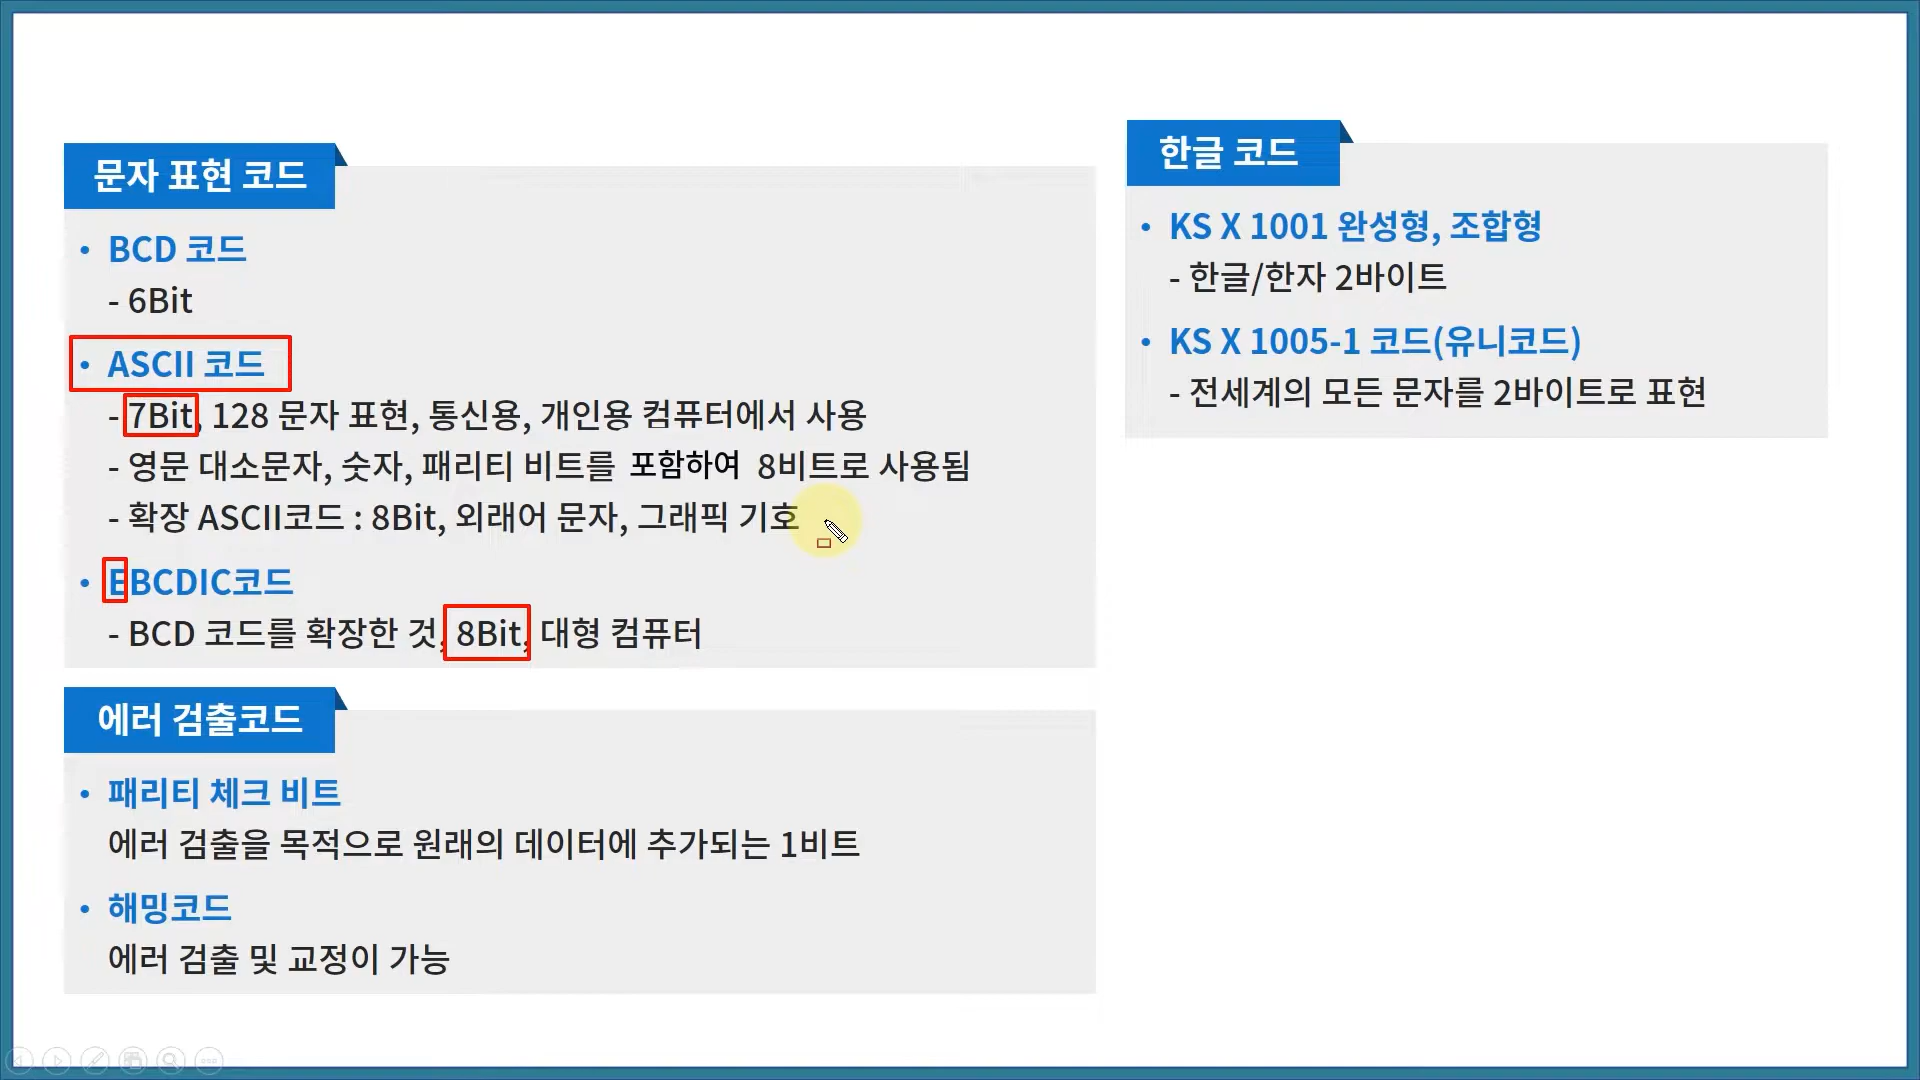 문자 표현 코드
• BCD 코드
- 6Bit
• ASCII 코드
- 7Bit, 128 문자 표현, 통신용, 개인용 컴퓨터에서 사용
- 영문 대소문자, 숫자, 패리티 비트를 포함하여 8비트로 사용됨
- 확장 ASCII코드 : 8Bit, 외래어 문자, 그래픽 기호
• EBCDIC코드
- BCD 코드를 확장한 것, 8Bit, 대형 컴퓨터
에러 검출코드
• 패리티 체크 비트
에러 검출을 목적으로 원래의 데이터에 추가되는 1비트
• 해밍코드
에러 검출 및 교정이 가능
한글 코드
• KS X 1001 완성형, 조합형
- 한글/한자 2바이트
• KS X 1005-1 코드(유니코드)
- 전세계의 모든 문자를 2바이트로 표현